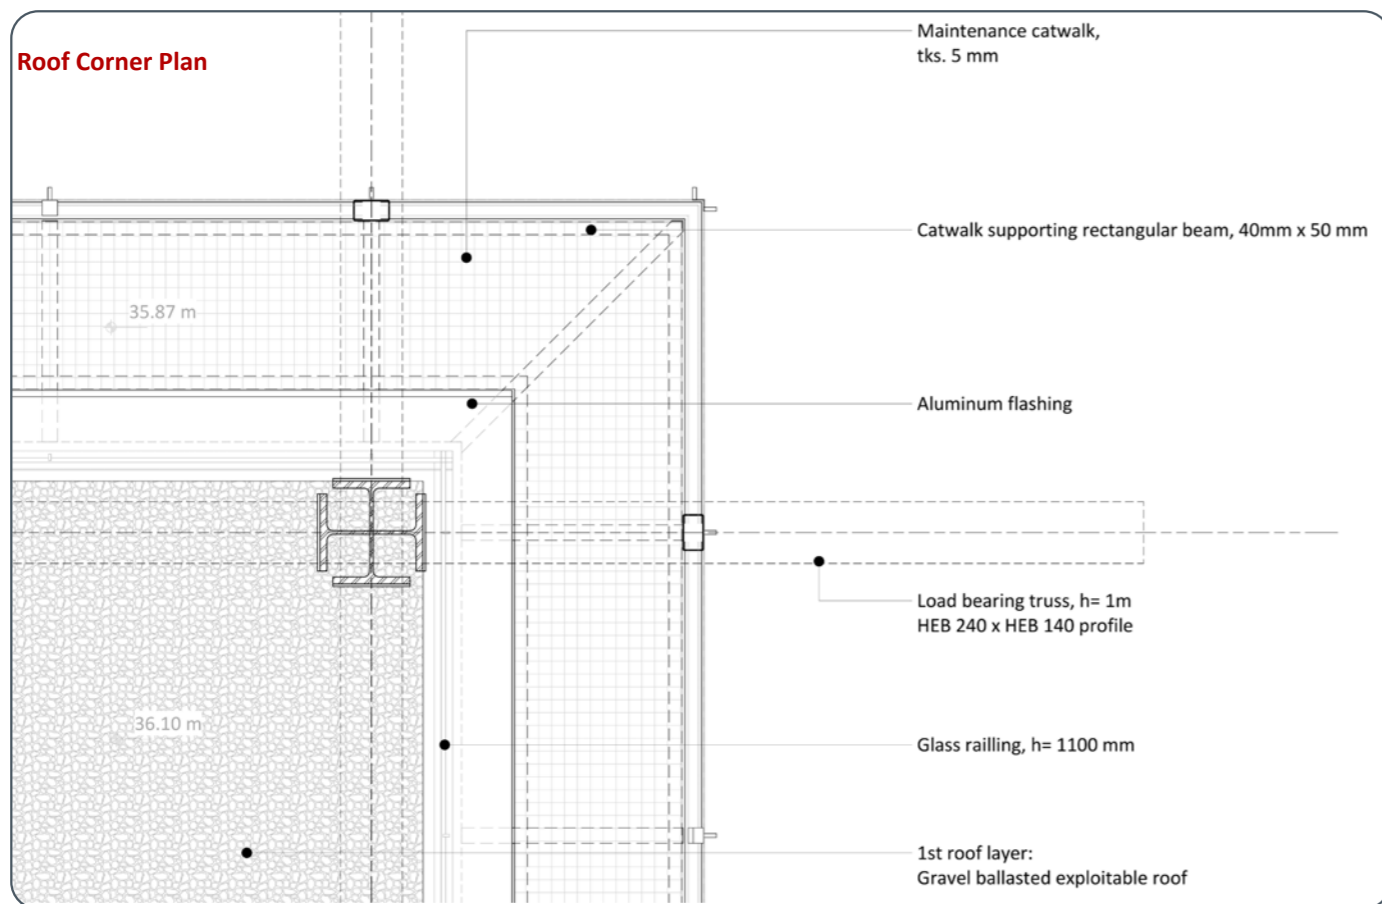 Roof Corner Plan
Maintenance catwalk,
tks. 5 mm
Catwalk supporting rectangular beam, 40mm x 50 mm
35.87 m
Aluminum flashing
Load bearing truss, h= 1m
HEB 240 x HEB 140 profile
36.10 m
Glass railling, h= 1100 mm
1st roof layer:
Gravel ballasted exploitable roof